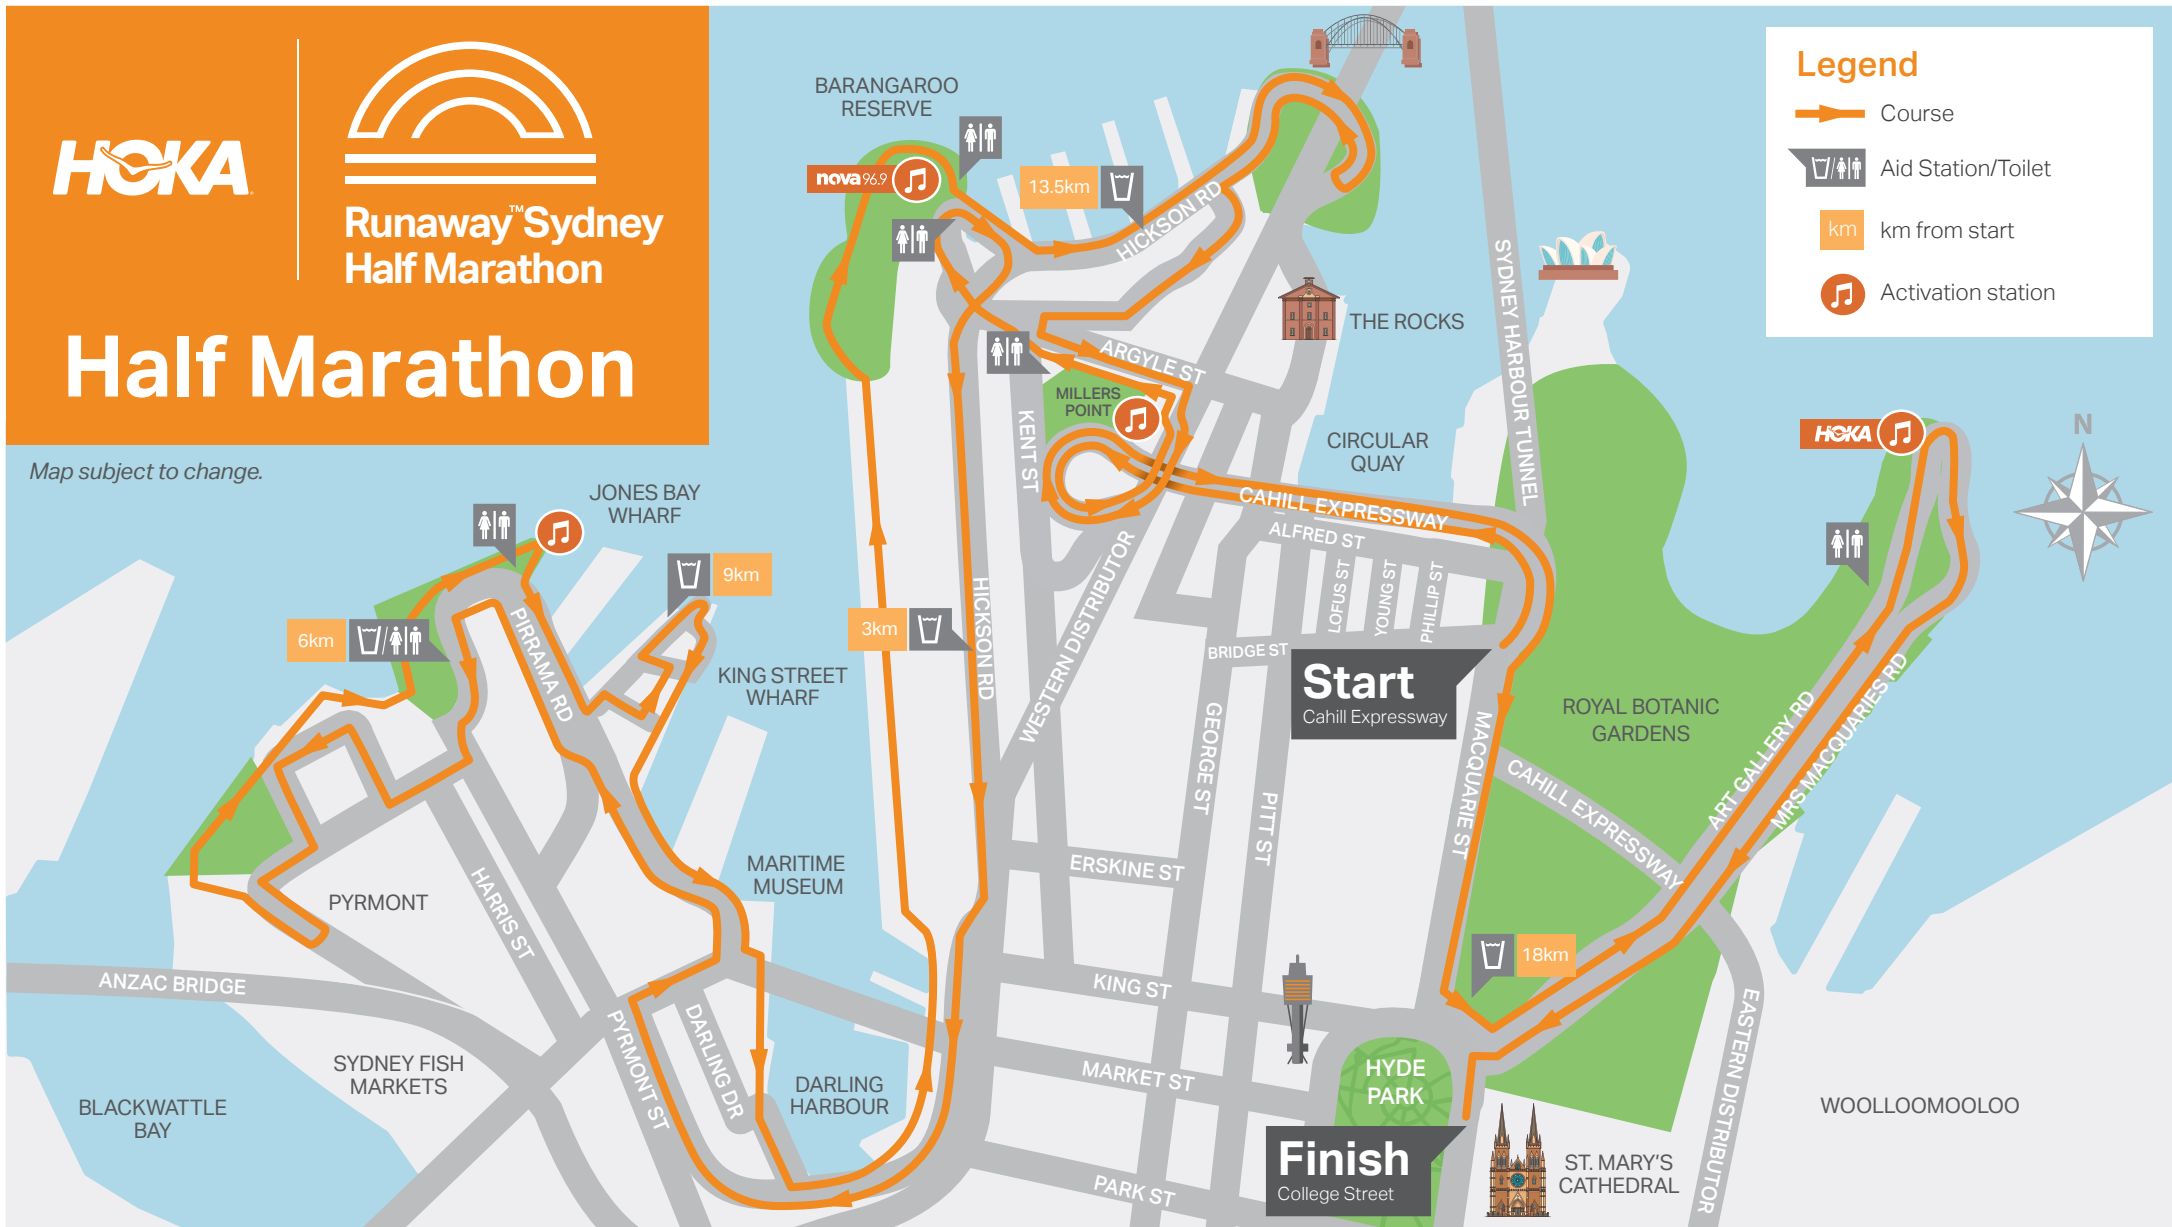 HOKA
Runaway™Sydney
Half Marathon
Half Marathon
Map subject to change.
Legend
Course
Aid Station/Toilet
km
km from start
Activation station
BARANGAROO
RESERVE
nova96.9
13.5km
HICKSON RD
SYDNEY HARBOUR TUNNEL
THE ROCKS
ARGYLE ST
MILLERS
POINT
KENT ST
CIRCULAR
QUAY
CAHILL EXPRESSWAY
ALFRED ST
LOFUS ST
YOUNG ST
PHILLIP ST
BRIDGE ST
HOKA
N
JONES BAY
WHARF
9km
6km
PIRRAMA RD
KING STREET
WHARF
3km
HICKSON RD
WESTERN DISTRIBUTOR
Start
Cahill Expressway
GEORGE ST
PITT ST
MACQUARIE ST
ROYAL BOTANIC
GARDENS
CAHILL EXPRESSWAY
ART GALLERY RD
MRS MACQUARIES RD
MARITIME
MUSEUM
ERSKINE ST
PYRMONT
HARRIS ST
ANZAC BRIDGE
KING ST
18km
PYRMONT ST
DARLING DR
SYDNEY FISH
MARKETS
DARLING
HARBOUR
MARKET ST
HYDE
PARK
EASTERN DISTRIBUTOR
BLACKWATTLE
BAY
WOOLLOOMOOLOO
PARK ST
Finish
College Street
ST. MARY'S
CATHEDRAL